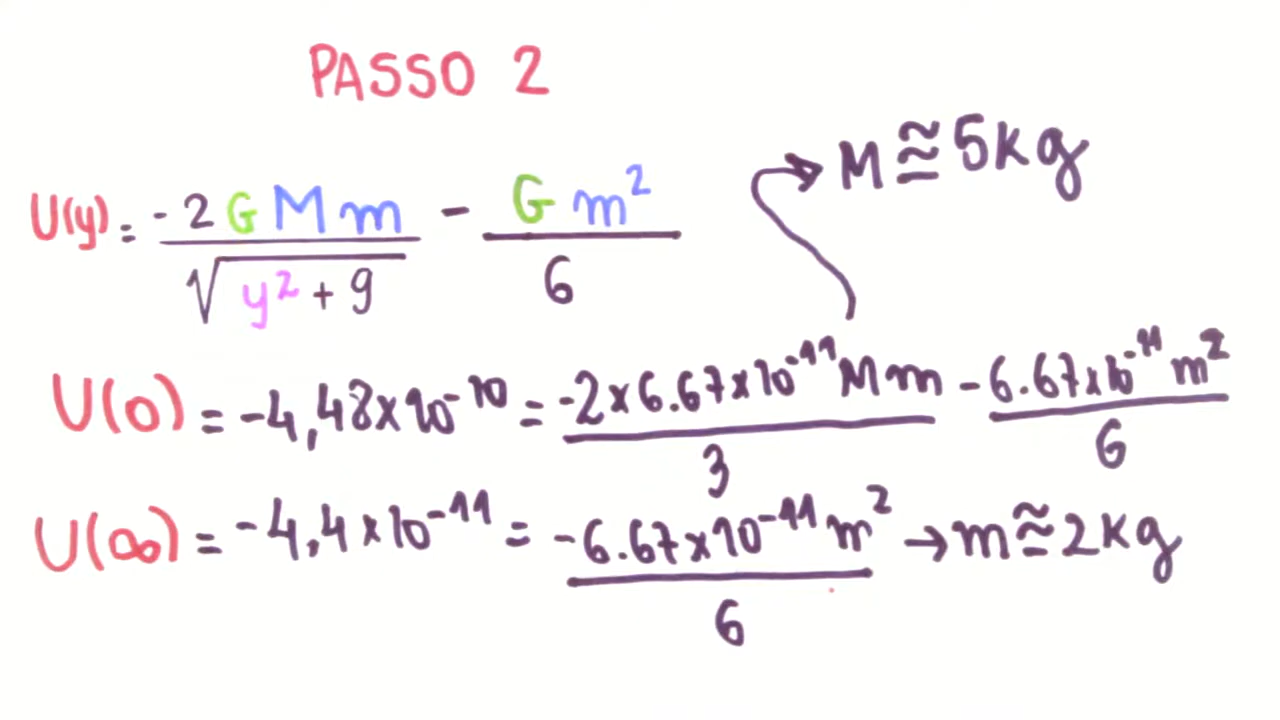 PASSO 2
M ≅ 5kg
U(y) = -2GMm / √(y² + 9) - Gm² / 6
U(0) = -4,48x10⁻¹⁰ = -2x6.67x10⁻¹¹Mm / 3 - 6.67x10⁻¹¹m² / 6
U(∞) = -4,4x10⁻¹¹ = -6.67x10⁻¹¹m² / 6 → m ≅ 2kg